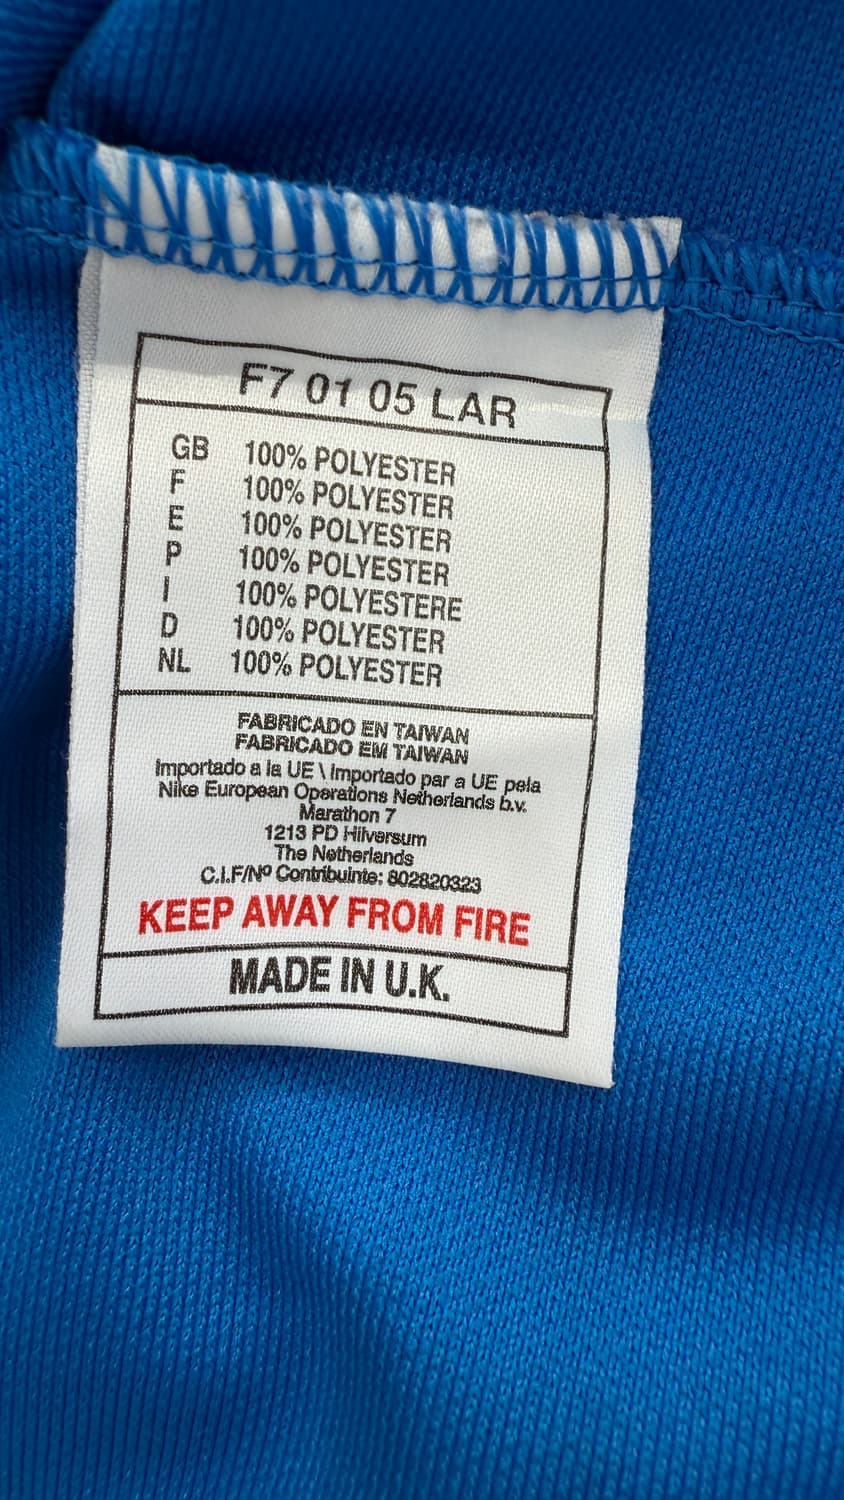 F7 01 05 LAR
GB 100% POLYESTER
F 100% POLYESTER
E 100% POLYESTER
P 100% POLYESTER
I 100% POLYESTERE
D 100% POLYESTER
NL 100% POLYESTER
FABRICADO EN TAIWAN
FABRICADO EM TAIWAN
Importado a la UE \ Importado par a UE pela
Nike European Operations Netherlands b.v.
Marathon 7
1213 PD Hilversum
The Netherlands
C.I.F/Nº Contribuinte: 802820323
KEEP AWAY FROM FIRE
MADE IN U.K.